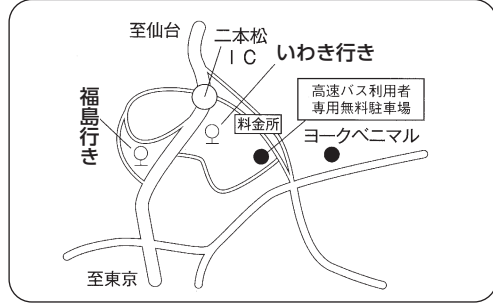 至仙台
二本松
IC
いわき行き
福島行き
高速バス利用者
専用無料駐車場
料金所
ヨークベニマル
至東京